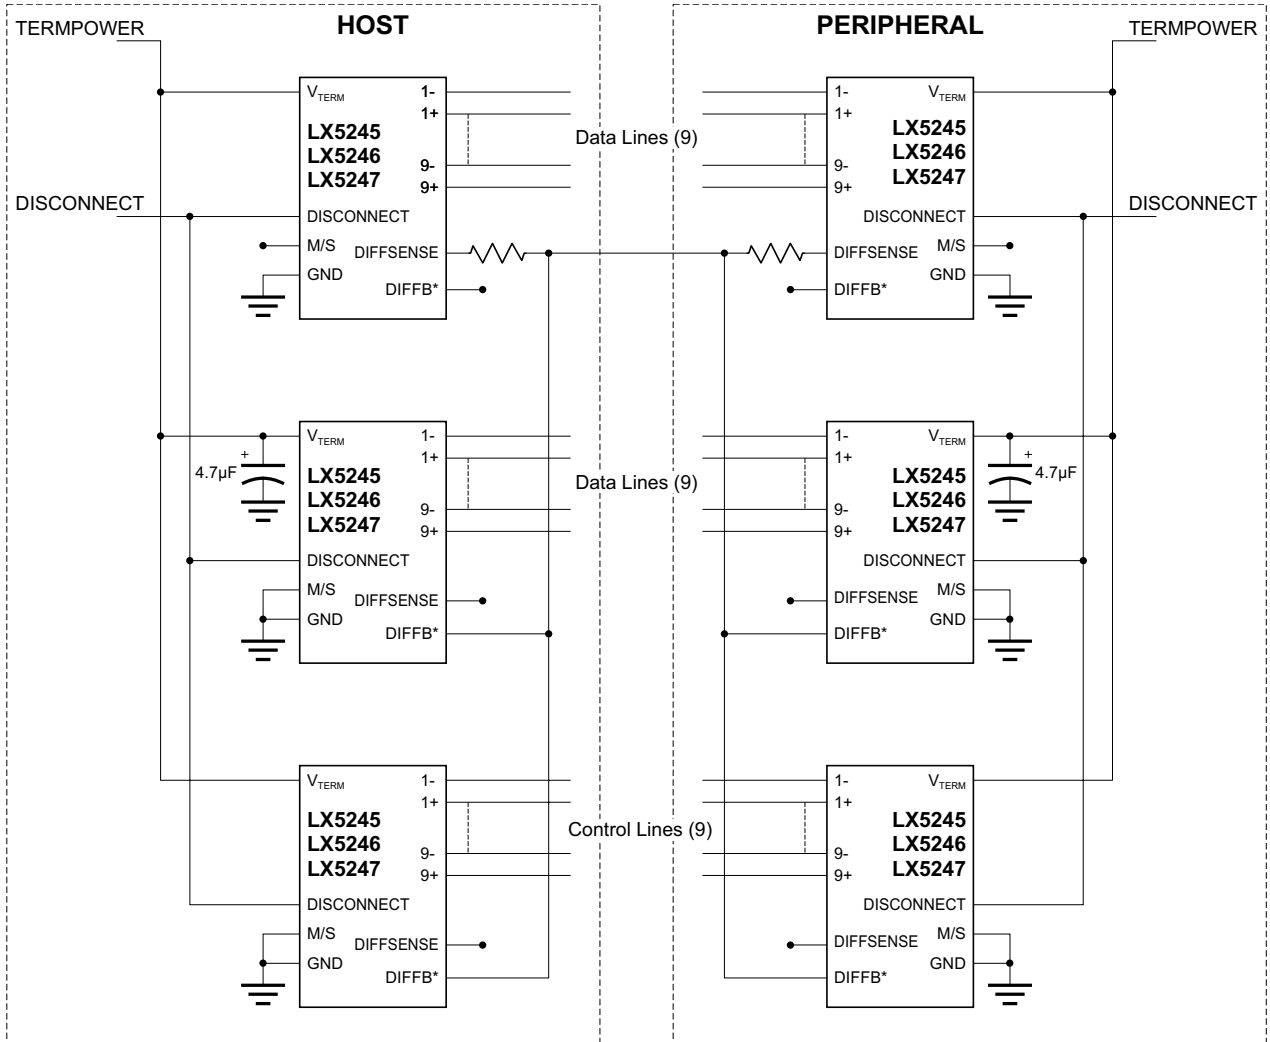 HOST
PERIPHERAL
TERMPOWER
TERMPOWER
VTERM
1-
1+
LX5245
LX5246
LX5247
9-
9+
DISCONNECT
DISCONNECT
M/S
DIFFSENSE
GND
DIFFB*
Data Lines (9)
1-
VTERM
1+
LX5245
LX5246
LX5247
9-
9+
DISCONNECT
DISCONNECT
M/S
DIFFSENSE
GND
DIFFB*
VTERM
1-
1+
+
4.7µF
LX5245
LX5246
LX5247
9-
9+
DISCONNECT
M/S
DIFFSENSE
GND
DIFFB*
Data Lines (9)
1-
VTERM
1+
+
4.7µF
LX5245
LX5246
LX5247
9-
9+
DISCONNECT
M/S
DIFFSENSE
GND
DIFFB*
VTERM
1-
1+
LX5245
LX5246
LX5247
9-
9+
DISCONNECT
M/S
DIFFSENSE
GND
DIFFB*
Control Lines (9)
1-
VTERM
1+
LX5245
LX5246
LX5247
9-
9+
DISCONNECT
M/S
DIFFSENSE
GND
DIFFB*